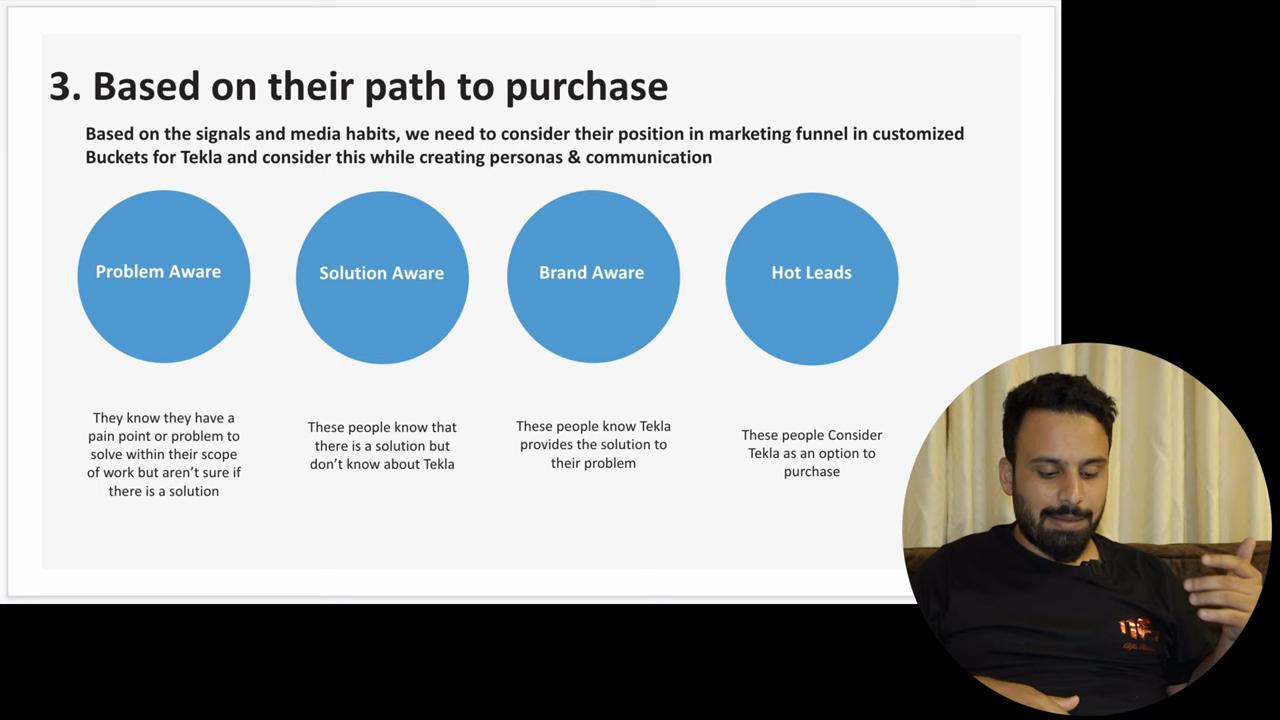 3. Based on their path to purchase
Based on the signals and media habits, we need to consider their position in marketing funnel in customized
Buckets for Tekla and consider this while creating personas & communication
Problem Aware
Solution Aware
Brand Aware
Hot Leads
They know they have a
pain point or problem to
solve within their scope
of work but aren’t sure if
there is a solution
These people know that
there is a solution but
don’t know about Tekla
These people know Tekla
provides the solution to
their problem
These people Consider
Tekla as an option to
purchase